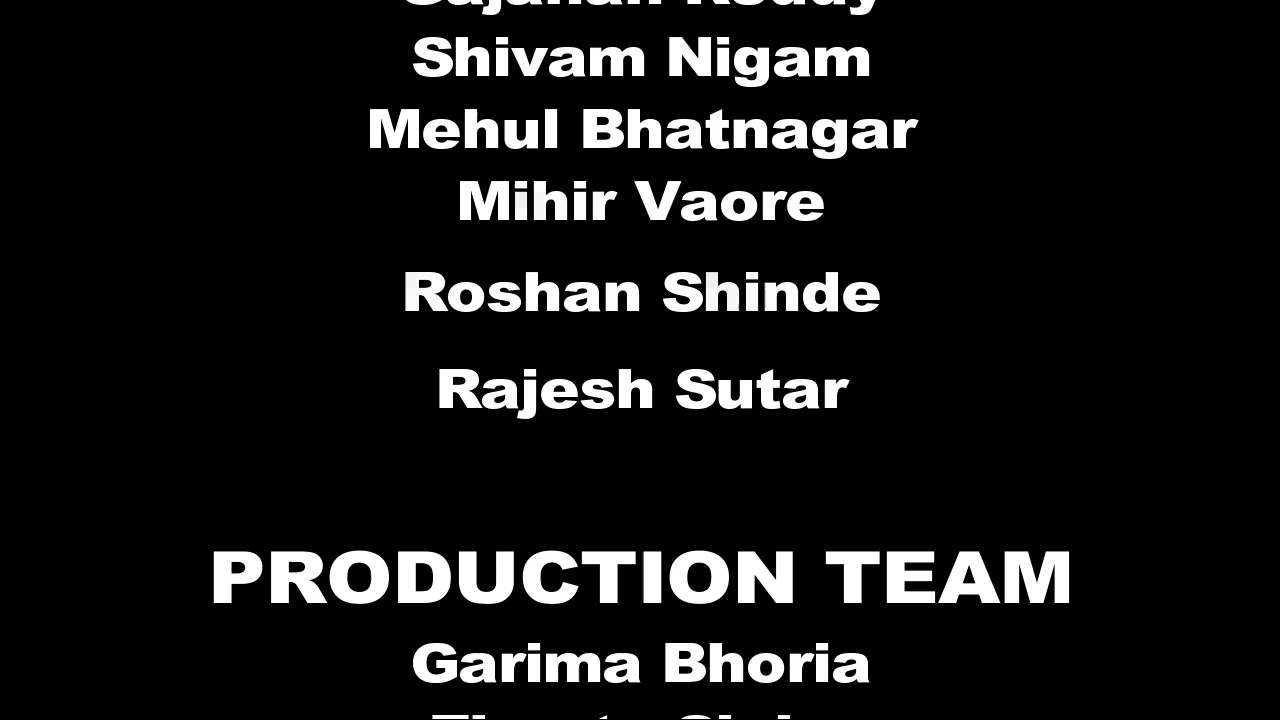 Shivam Nigam
Mehul Bhatnagar
Mihir Vaore
Roshan Shinde
Rajesh Sutar
PRODUCTION TEAM
Garima Bhoria